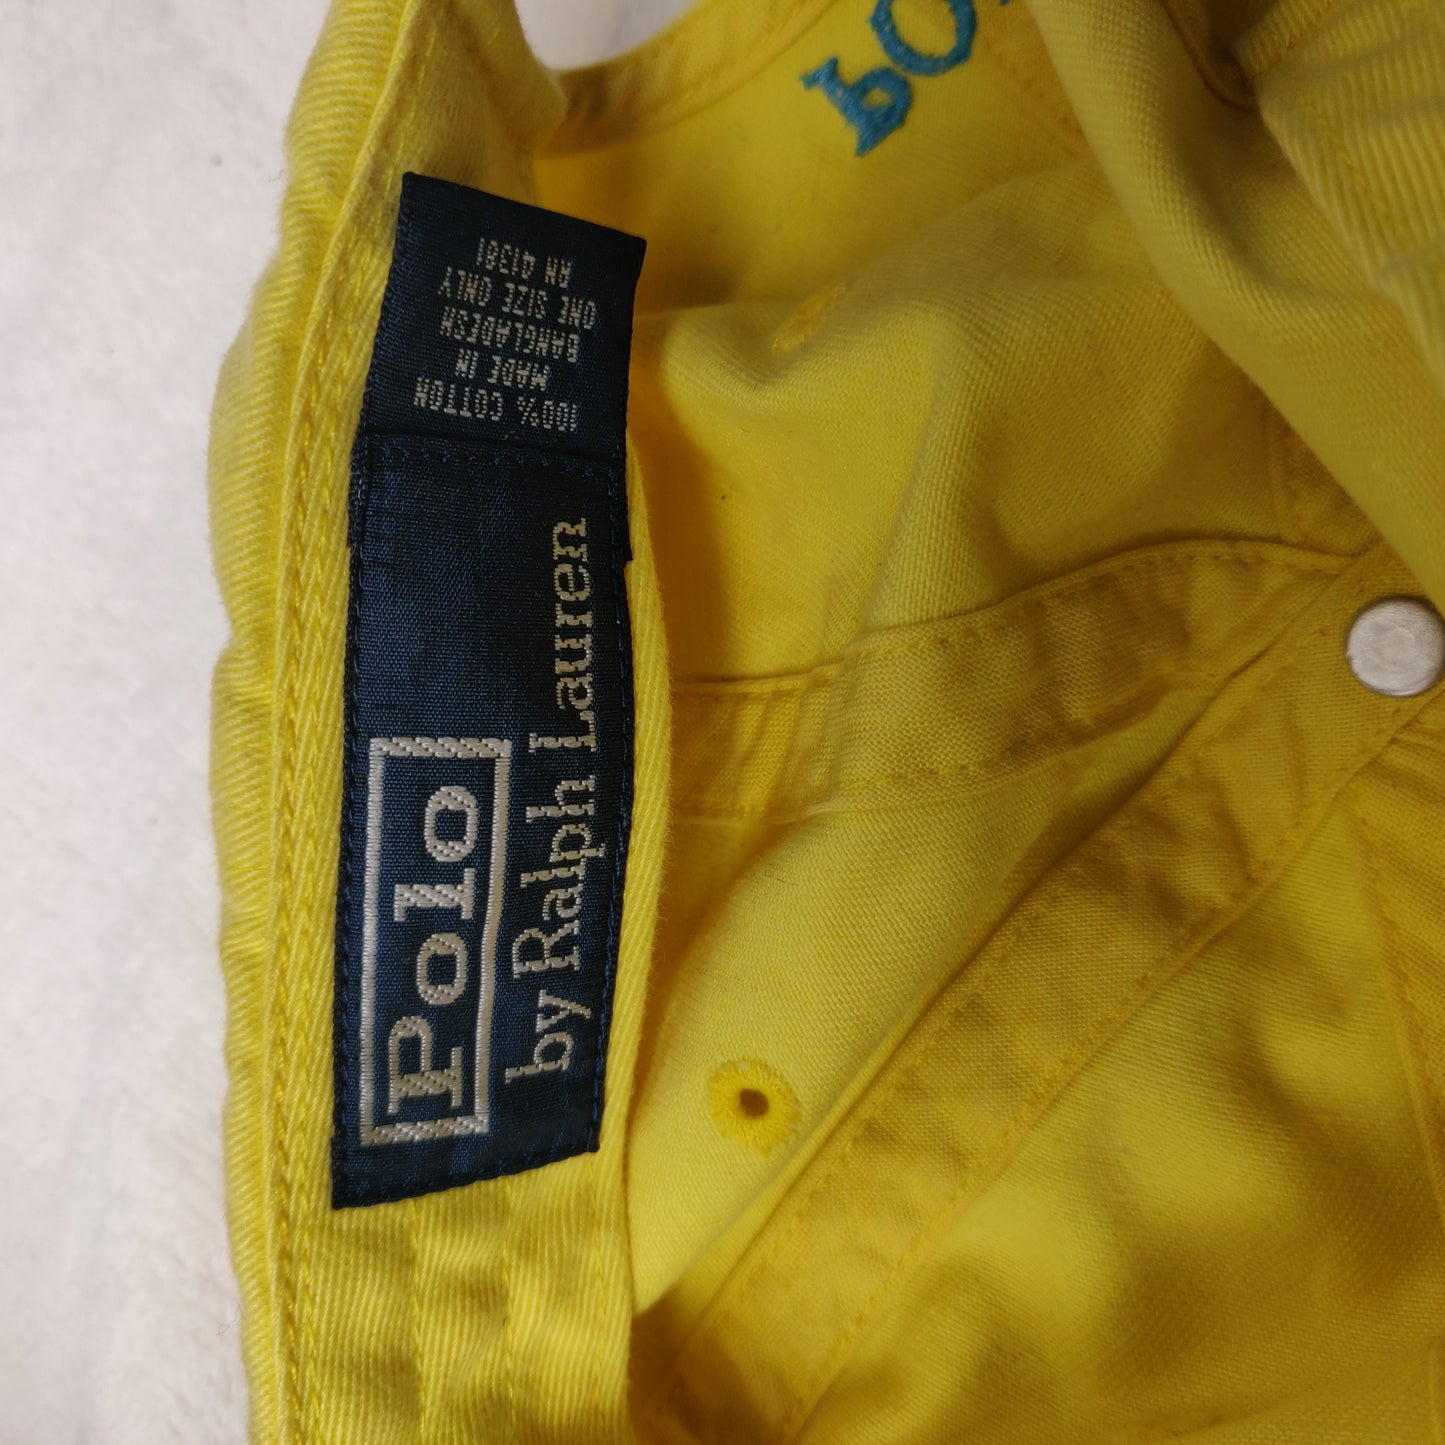 Polo
by Ralph Lauren
100% COTTON
MADE IN
BANGLADESH
ONE SIZE ONLY
RN 41381